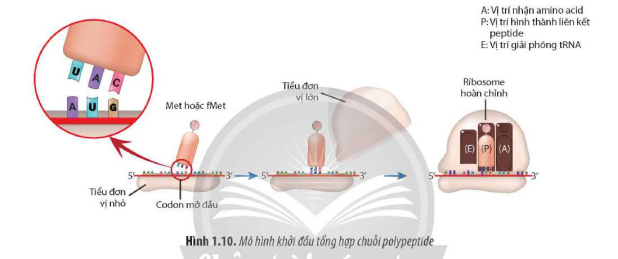 A: Vị trí nhận amino acid
P: Vị trí hình thành liên kết
peptide
E: Vị trí giải phóng tRNA
U A C
A U G
Met hoặc fMet
Tiểu đơn
vị lớn
Ribosome
hoàn chỉnh
(E) (P) (A)
5' 3'
5' 3'
5' 3'
Tiểu đơn
vị nhỏ
Codon mở đầu
Hình 1.10. Mô hình khởi đầu tổng hợp chuỗi polypeptide